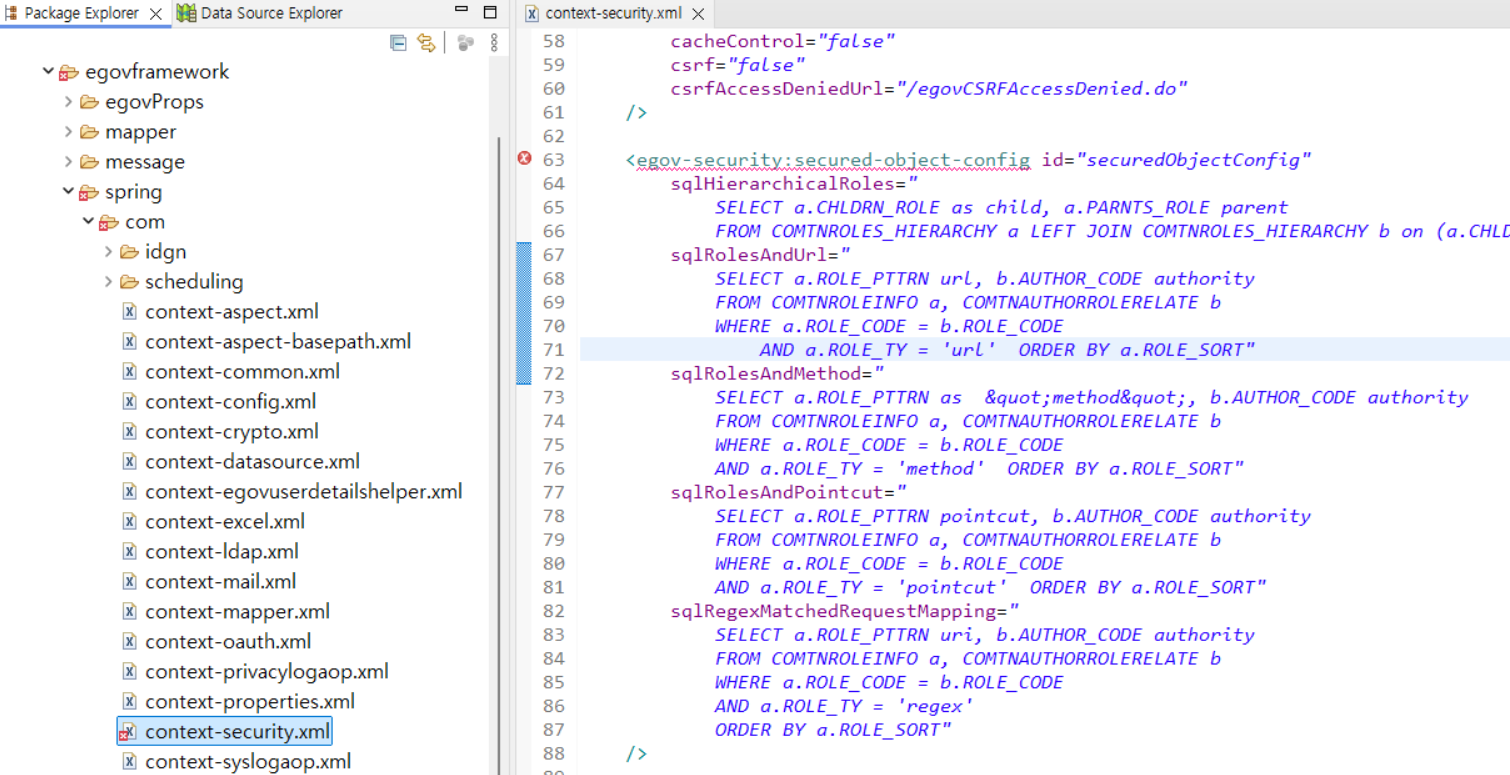 Package Explorer
Data Source Explorer
egovframework
egovProps
mapper
message
spring
com
idgn
scheduling
context-aspect.xml
context-aspect-basepath.xml
context-common.xml
context-config.xml
context-crypto.xml
context-datasource.xml
context-egovuserdetailshelper.xml
context-excel.xml
context-ldap.xml
context-mail.xml
context-mapper.xml
context-oauth.xml
context-privacylogaop.xml
context-properties.xml
context-security.xml
context-syslogaop.xml
context-security.xml
58 cacheControl="false"
59 csrf="false"
60 csrfAccessDeniedUrl="/egovCSRFAccessDenied.do"
61 />
62
63 <egov-security:secured-object-config id="securedObjectConfig"
64 sqlHierarchicalRoles="
65 SELECT a.CHLDRN_ROLE as child, a.PARNTS_ROLE parent
66 FROM COMTNROLES_HIERARCHY a LEFT JOIN COMTNROLES_HIERARCHY b on (a.CHLD
67 sqlRolesAndUrl="
68 SELECT a.ROLE_PTTRN url, b.AUTHOR_CODE authority
69 FROM COMTNROLEINFO a, COMTNAUTHORROLERELATE b
70 WHERE a.ROLE_CODE = b.ROLE_CODE
71 AND a.ROLE_TY = 'url'  ORDER BY a.ROLE_SORT"
72 sqlRolesAndMethod="
73 SELECT a.ROLE_PTTRN as  &quot;method&quot;, b.AUTHOR_CODE authority
74 FROM COMTNROLEINFO a, COMTNAUTHORROLERELATE b
75 WHERE a.ROLE_CODE = b.ROLE_CODE
76 AND a.ROLE_TY = 'method'  ORDER BY a.ROLE_SORT"
77 sqlRolesAndPointcut="
78 SELECT a.ROLE_PTTRN pointcut, b.AUTHOR_CODE authority
79 FROM COMTNROLEINFO a, COMTNAUTHORROLERELATE b
80 WHERE a.ROLE_CODE = b.ROLE_CODE
81 AND a.ROLE_TY = 'pointcut'  ORDER BY a.ROLE_SORT"
82 sqlRegexMatchedRequestMapping="
83 SELECT a.ROLE_PTTRN uri, b.AUTHOR_CODE authority
84 FROM COMTNROLEINFO a, COMTNAUTHORROLERELATE b
85 WHERE a.ROLE_CODE = b.ROLE_CODE
86 AND a.ROLE_TY = 'regex'
87 ORDER BY a.ROLE_SORT"
88 />